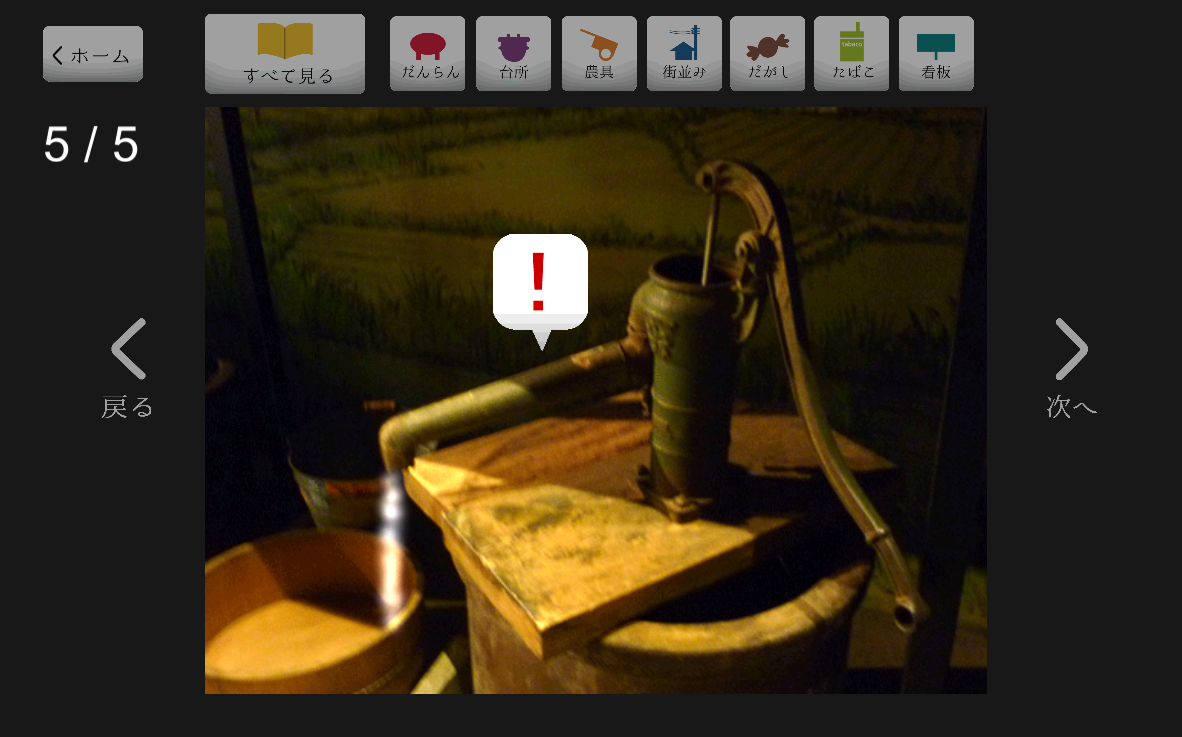 ホーム
すべて見る
だんらん
台所
農具
街並み
だがし
tabaco
たばこ
看板
5 / 5
!
戻る
次へ